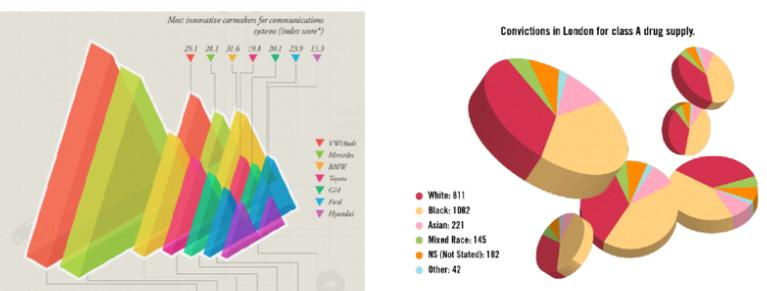 Most innovative carmakers for communications
systems (index score*)
29.1 28.1 31.6 19.8 20.1 23.9 13.3
VW/Audi
Mercedes
BMW
Toyota
GM
Ford
Hyundai
Convictions in London for class A drug supply.
White: 811
Black: 1082
Asian: 221
Mixed Race: 145
NS (Not Stated): 182
Other: 42